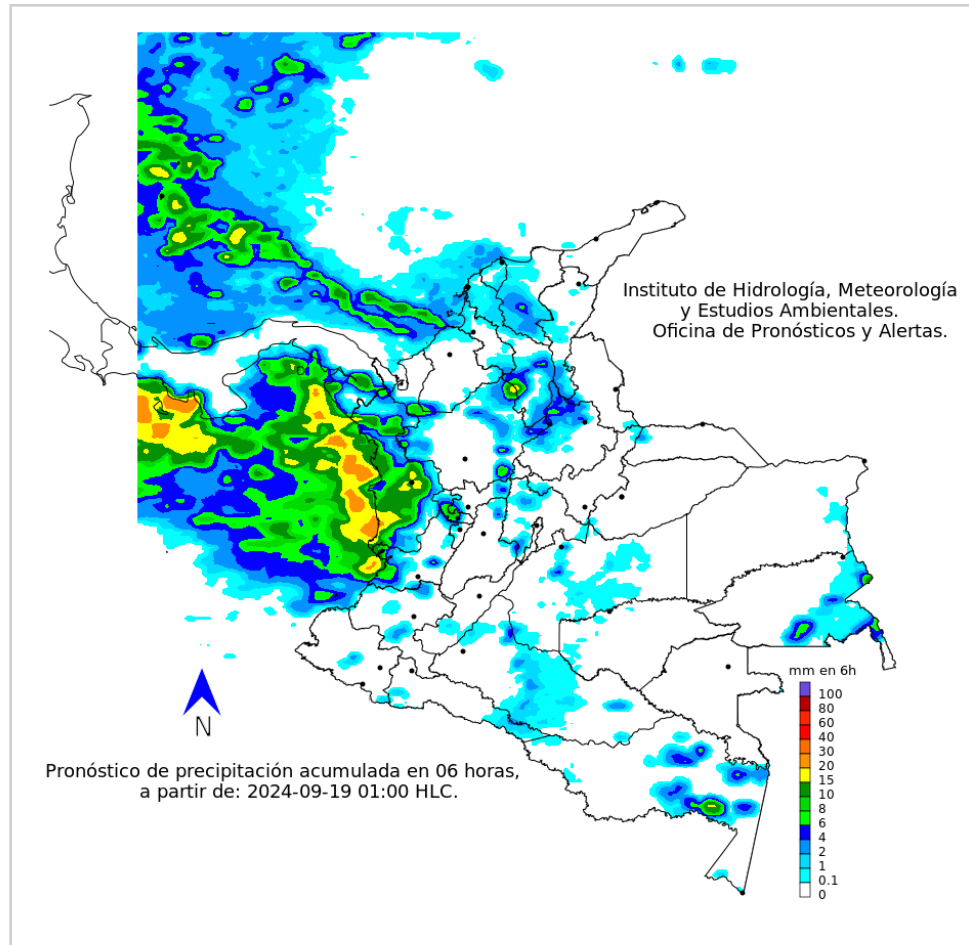 Instituto de Hidrología, Meteorología
y Estudios Ambientales.
Oficina de Pronósticos y Alertas.
mm en 6h
100
80
60
40
30
20
15
10
8
6
4
2
1
0.1
0
N
Pronóstico de precipitación acumulada en 06 horas,
a partir de: 2024-09-19 01:00 HLC.